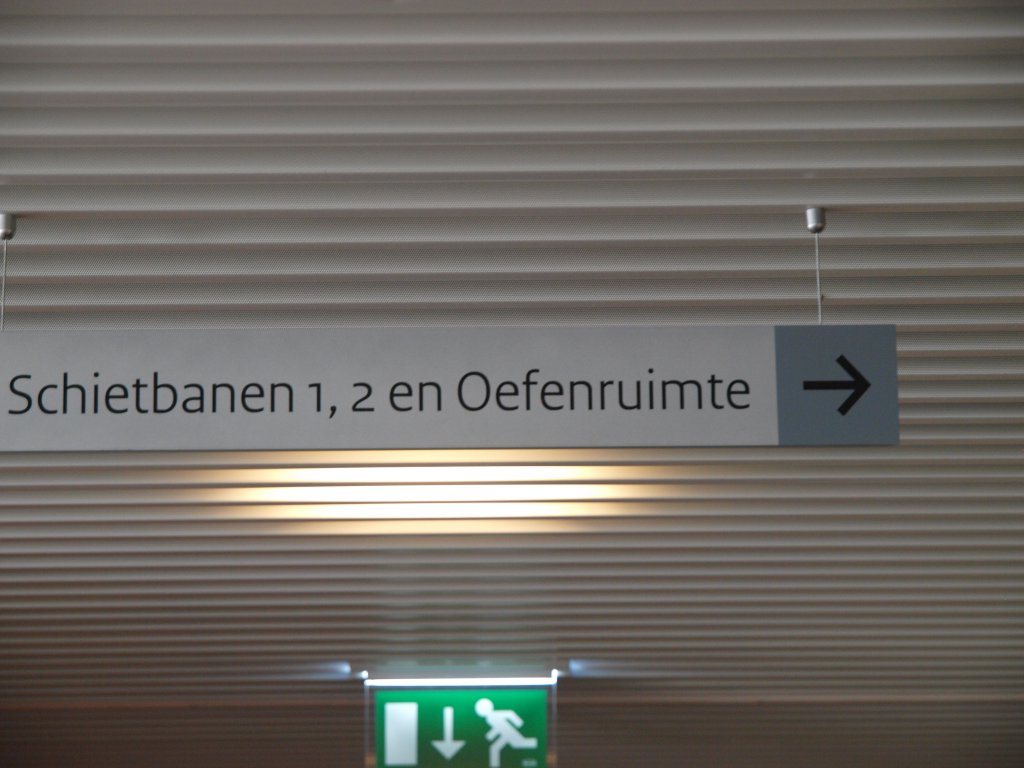 Schietbanen 1, 2 en Oefenruimte